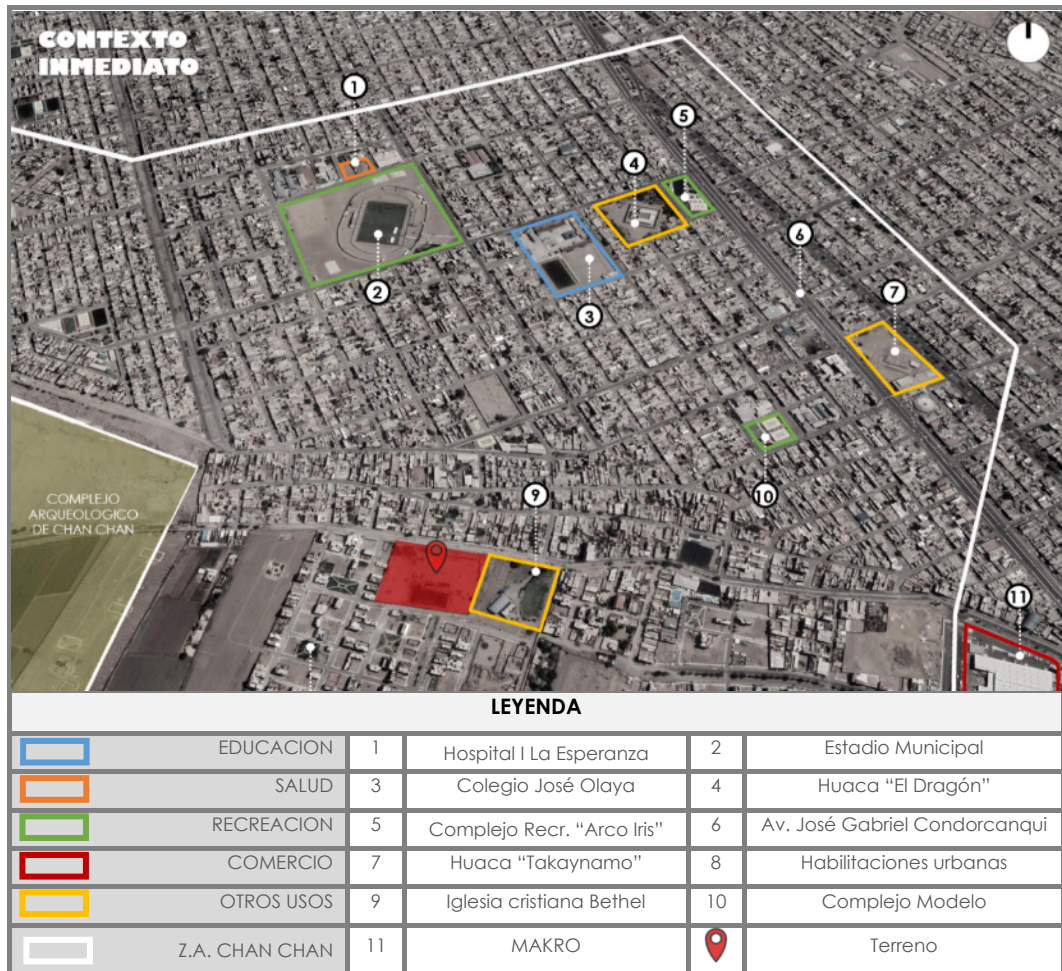 CONTEXTO
INMEDIATO
1
5
4
6
2
3
7
COMPLEJO
ARQUEOLOGICO
DE CHAN CHAN
9
10
11
LEYENDA
EDUCACION 1 Hospital I La Esperanza 2 Estadio Municipal
SALUD 3 Colegio José Olaya 4 Huaca “El Dragón”
RECREACION 5 Complejo Recr. “Arco Iris” 6 Av. José Gabriel Condorcanqui
COMERCIO 7 Huaca “Takaynamo” 8 Habilitaciones urbanas
OTROS USOS 9 Iglesia cristiana Bethel 10 Complejo Modelo
Z.A. CHAN CHAN 11 MAKRO Terreno